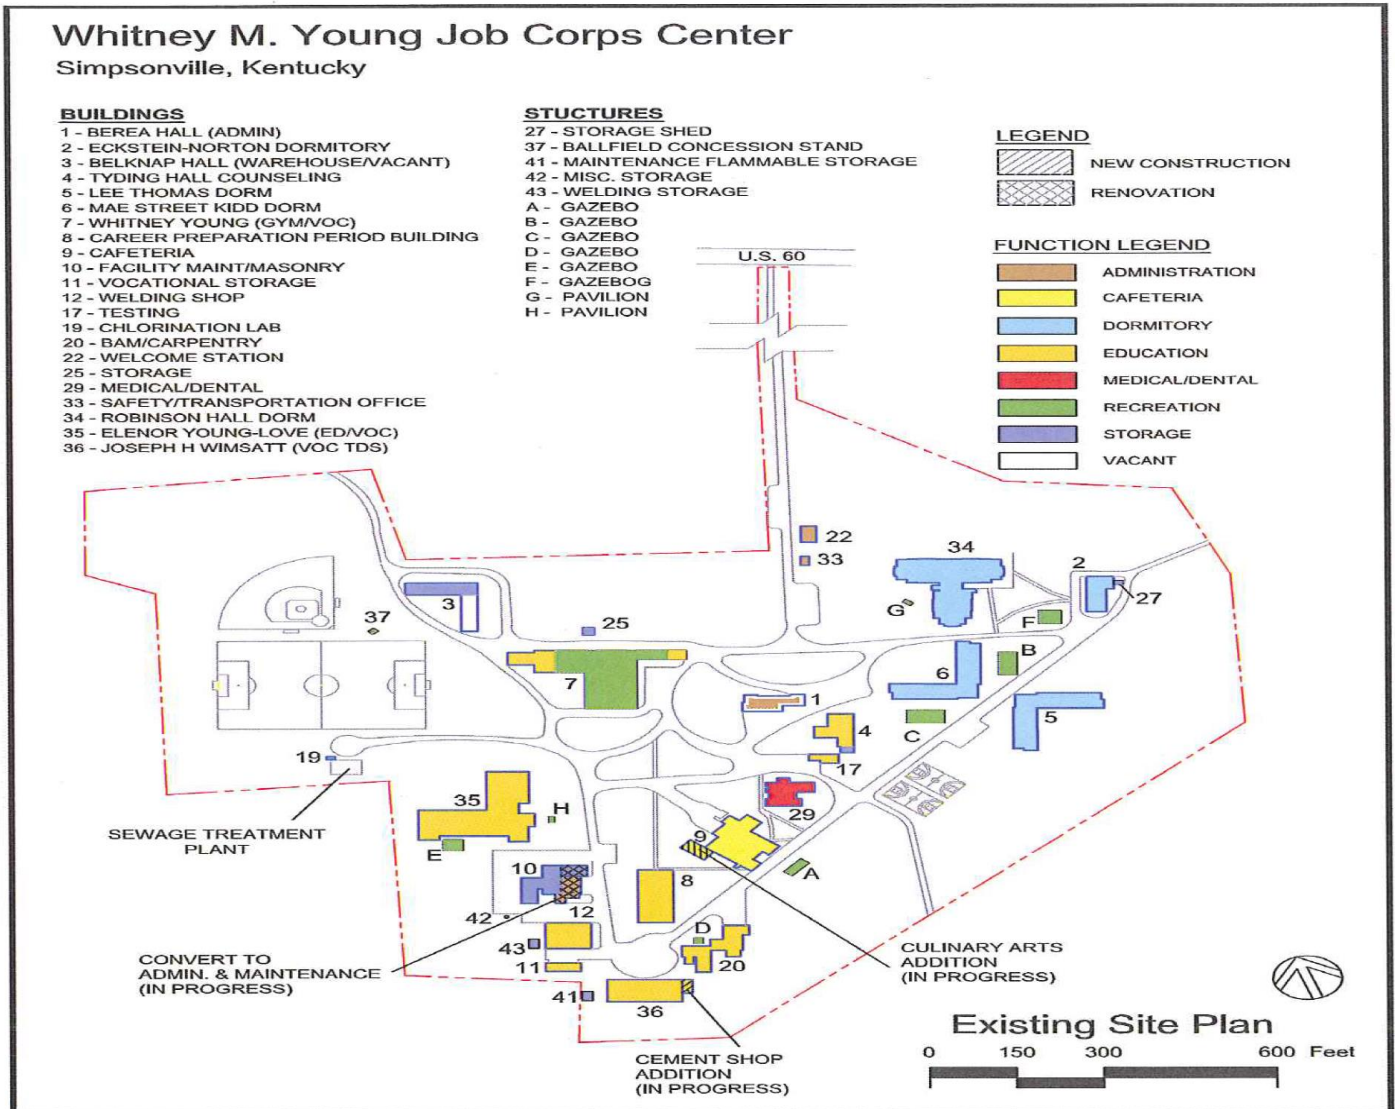 Whitney M. Young Job Corps Center
Simpsonville, Kentucky
BUILDINGS
1 - BEREA HALL (ADMIN)
2 - ECKSTEIN-NORTON DORMITORY
3 - BELKNAP HALL (WAREHOUSE/VACANT)
4 - TYDING HALL COUNSELING
5 - LEE THOMAS DORM
6 - MAE STREET KIDD DORM
7 - WHITNEY YOUNG (GYM/VOC)
8 - CAREER PREPARATION PERIOD BUILDING
9 - CAFETERIA
10 - FACILITY MAINT/MASONRY
11 - VOCATIONAL STORAGE
12 - WELDING SHOP
17 - TESTING
19 - CHLORINATION LAB
20 - BAM/CARPENTRY
22 - WELCOME STATION
25 - STORAGE
29 - MEDICAL/DENTAL
33 - SAFETY/TRANSPORTATION OFFICE
34 - ROBINSON HALL DORM
35 - ELENOR YOUNG-LOVE (ED/VOC)
36 - JOSEPH H WIMSATT (VOC TDS)
STUCTURES
27 - STORAGE SHED
37 - BALLFIELD CONCESSION STAND
41 - MAINTENANCE FLAMMABLE STORAGE
42 - MISC. STORAGE
43 - WELDING STORAGE
A - GAZEBO
B - GAZEBO
C - GAZEBO
D - GAZEBO
E - GAZEBO
F - GAZEBOG
G - PAVILION
H - PAVILION
LEGEND
NEW CONSTRUCTION
RENOVATION
FUNCTION LEGEND
ADMINISTRATION
CAFETERIA
DORMITORY
EDUCATION
MEDICAL/DENTAL
RECREATION
STORAGE
VACANT
U.S. 60
22
33
34
2
27
G
F
3
37
25
B
6
7
1
5
C
4
17
19
SEWAGE TREATMENT
PLANT
35
H
29
E
9
10
8
A
12
42
D
43
20
11
41
36
CONVERT TO
ADMIN. & MAINTENANCE
(IN PROGRESS)
CULINARY ARTS
ADDITION
(IN PROGRESS)
CEMENT SHOP
ADDITION
(IN PROGRESS)
Existing Site Plan
0 150 300 600 Feet